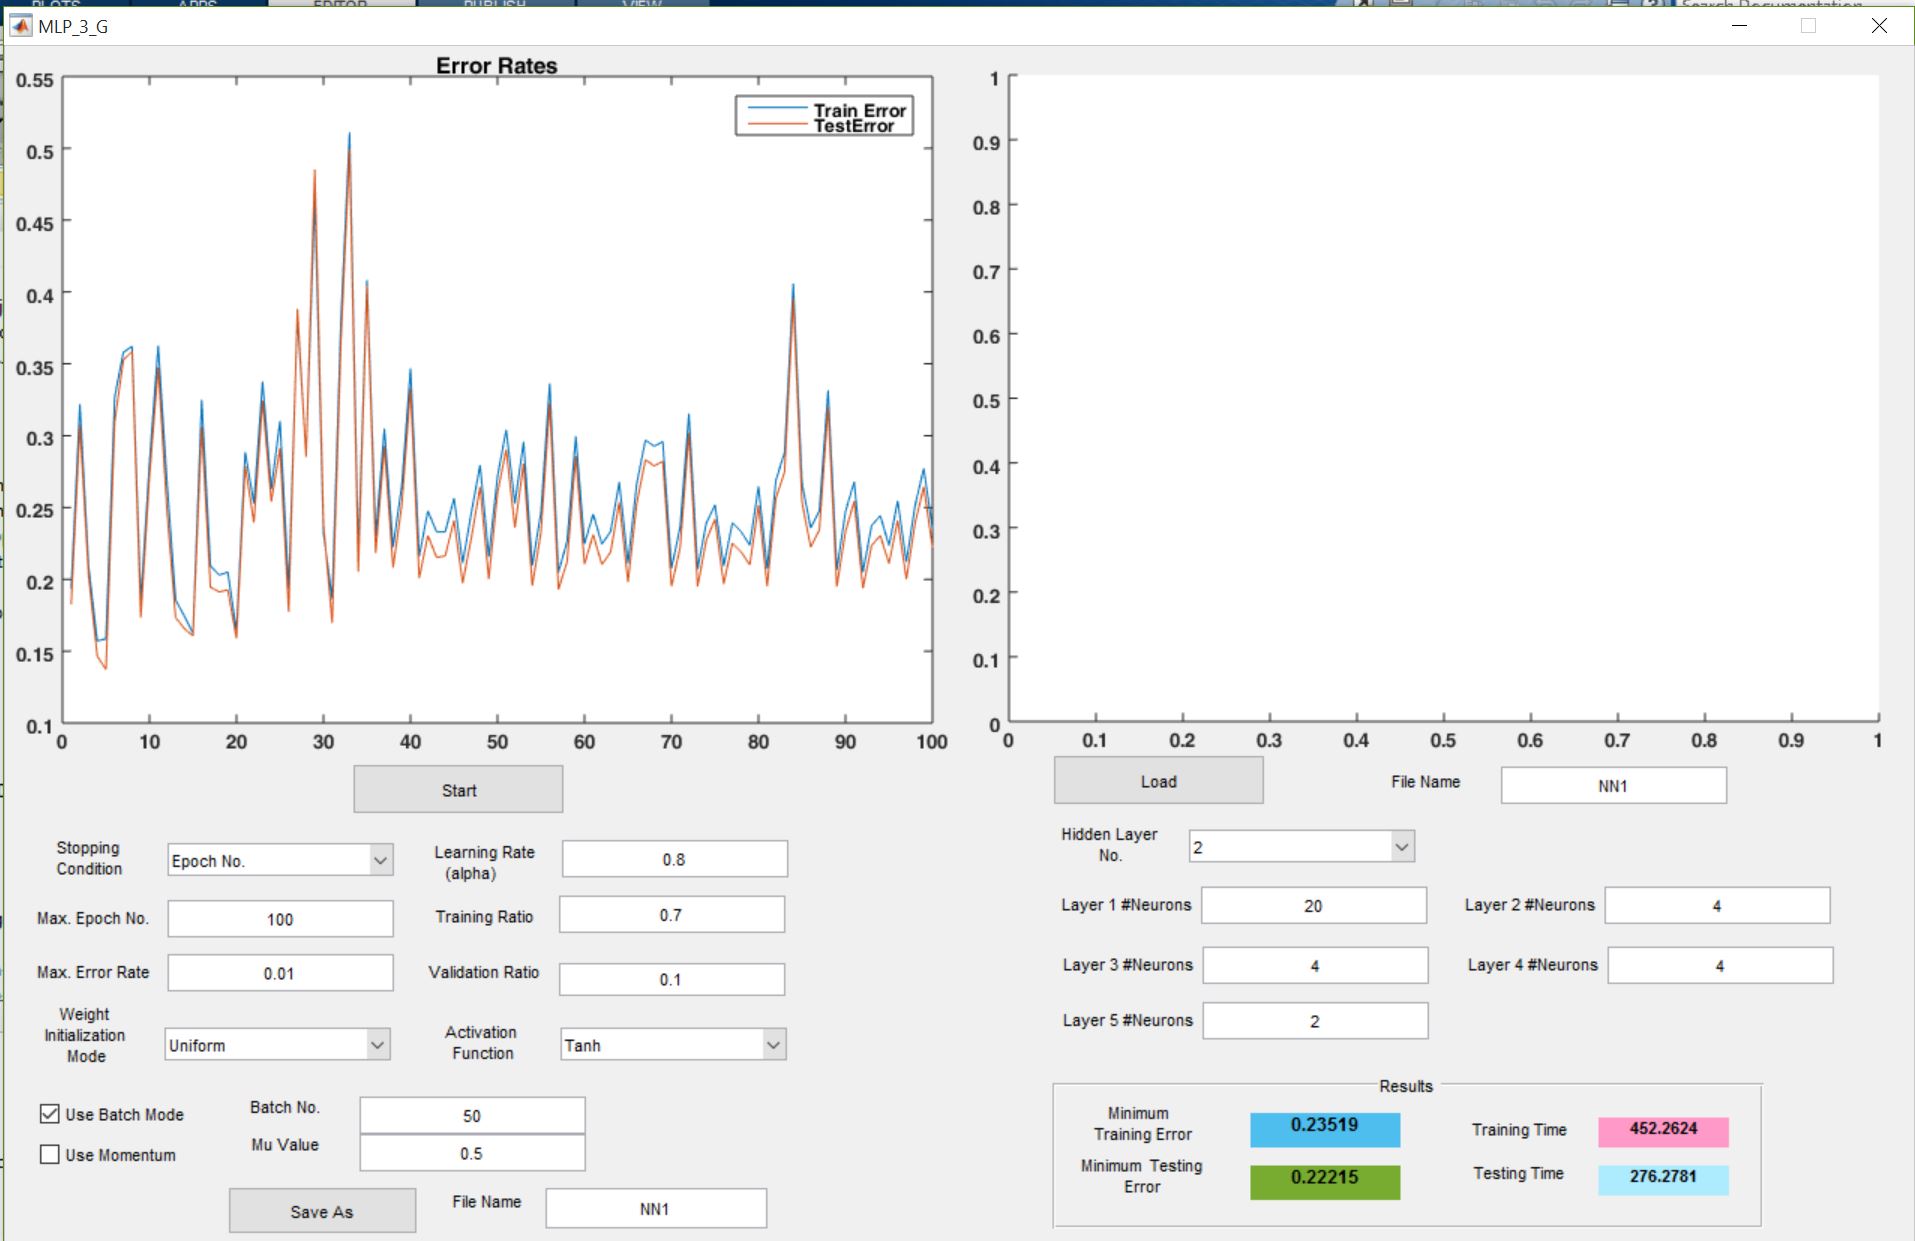 PLOTS APPS EDITOR PUBLISH VIEW Search Documentation
MLP_3_G
Error Rates
Train Error
TestError
0.55
0.5
0.45
0.4
0.35
0.3
0.25
0.2
0.15
0.1
0 10 20 30 40 50 60 70 80 90 100
1
0.9
0.8
0.7
0.6
0.5
0.4
0.3
0.2
0.1
0
0 0.1 0.2 0.3 0.4 0.5 0.6 0.7 0.8 0.9 1
Start
Stopping
Condition
Epoch No.
Learning Rate
(alpha)
0.8
Max. Epoch No.
100
Training Ratio
0.7
Max. Error Rate
0.01
Validation Ratio
0.1
Weight
Initialization
Mode
Uniform
Activation
Function
Tanh
Use Batch Mode
Batch No.
50
Use Momentum
Mu Value
0.5
Save As
File Name
NN1
Load
File Name
NN1
Hidden Layer
No.
2
Layer 1 #Neurons
20
Layer 2 #Neurons
4
Layer 3 #Neurons
4
Layer 4 #Neurons
4
Layer 5 #Neurons
2
Results
Minimum
Training Error
0.23519
Training Time
452.2624
Minimum Testing
Error
0.22215
Testing Time
276.2781